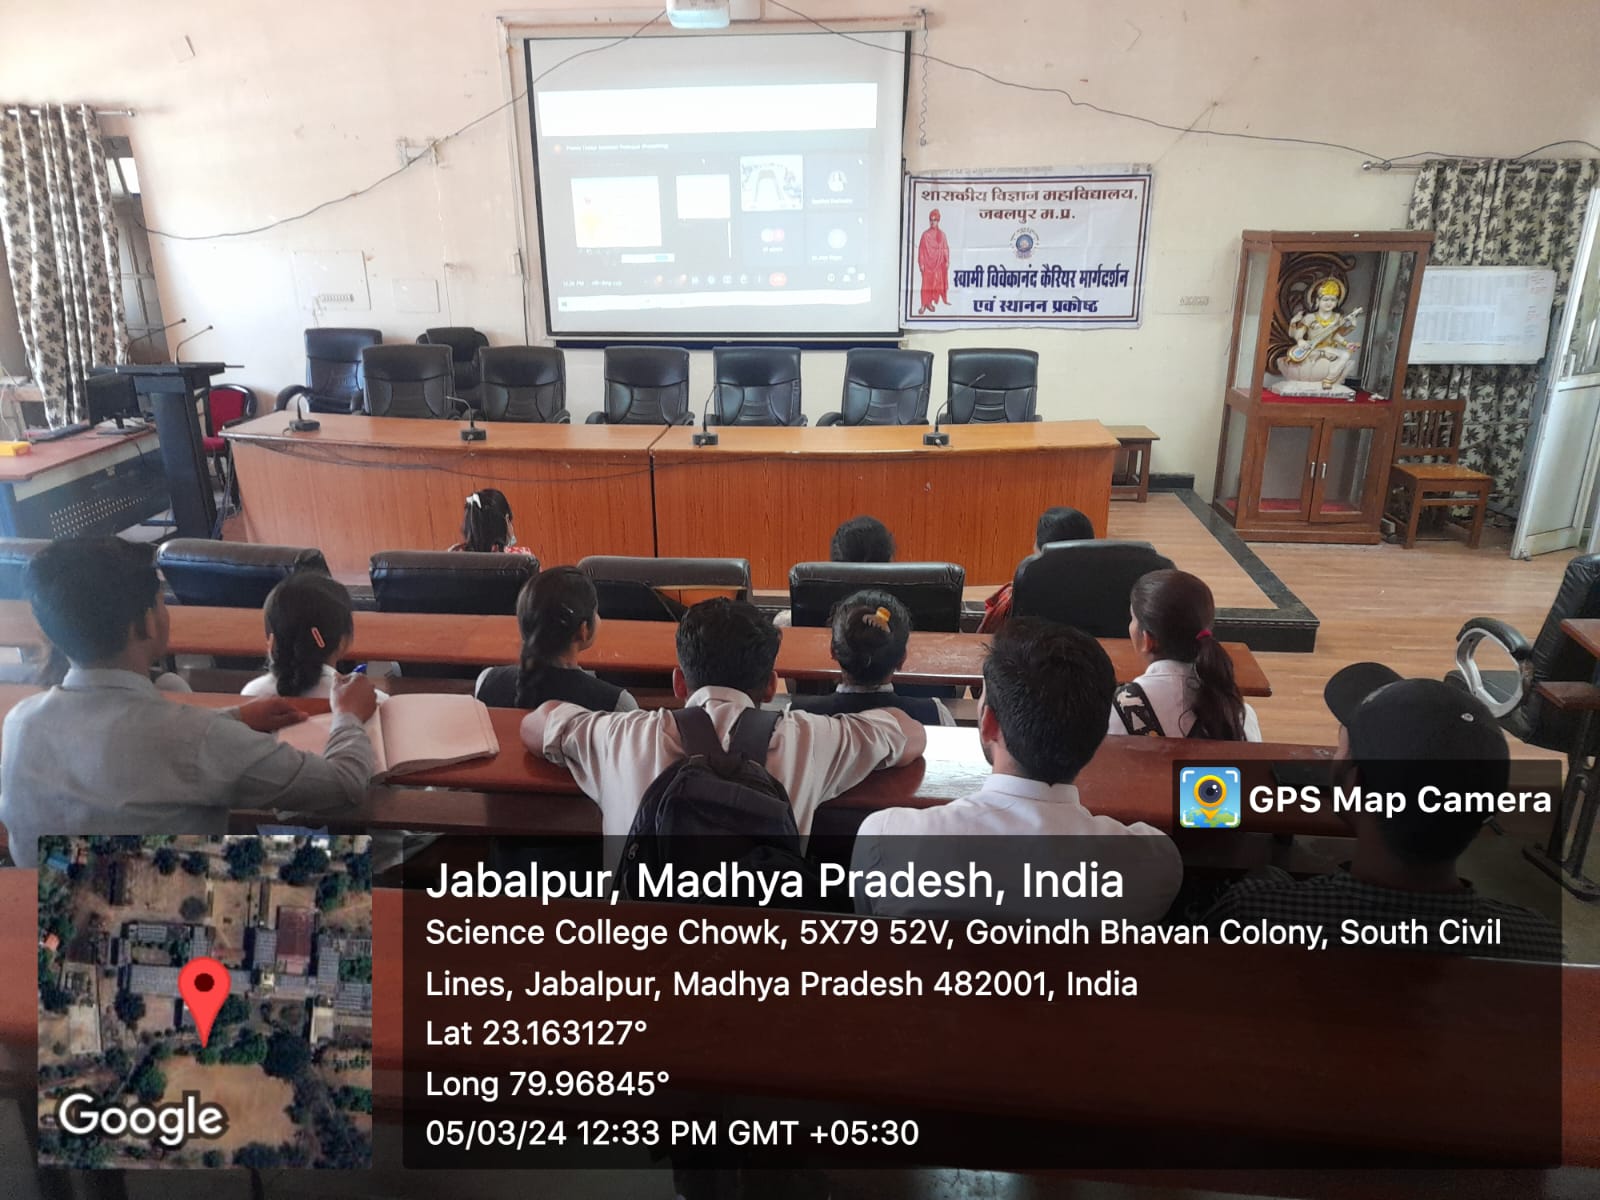 शासकीय विज्ञान महाविद्यालय,
जबलपुर म.प्र.
स्वामी विवेकानंद कैरियर मार्गदर्शन
एवं स्थानन प्रकोष्ठ
GPS Map Camera
Jabalpur, Madhya Pradesh, India
Science College Chowk, 5X79 52V, Govindh Bhavan Colony, South Civil
Lines, Jabalpur, Madhya Pradesh 482001, India
Lat 23.163127°
Long 79.96845°
05/03/24 12:33 PM GMT +05:30
Google